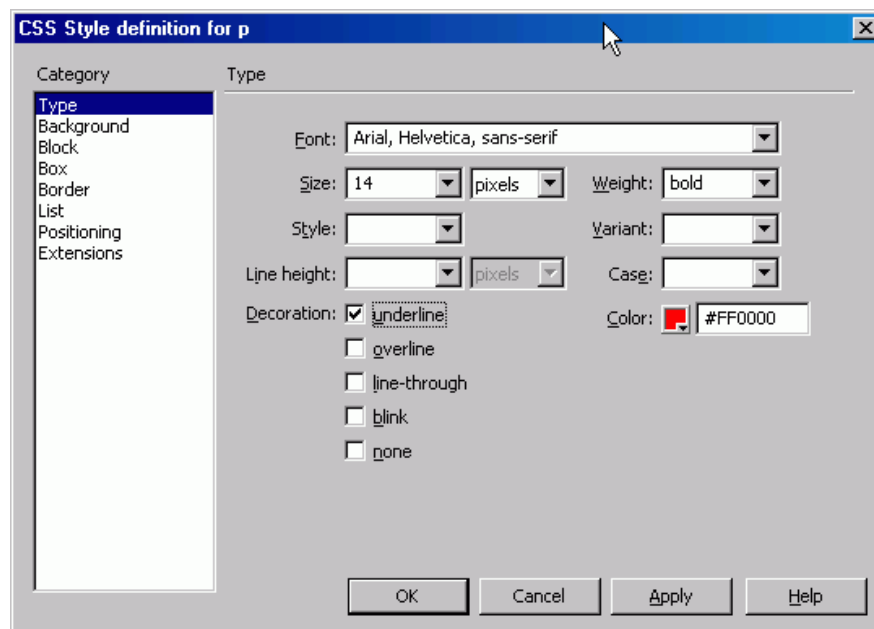 CSS Style definition for p
Category
Type
Type
Background
Block
Box
Border
List
Positioning
Extensions
Font: Arial, Helvetica, sans-serif
Size: 14 pixels Weight: bold
Style: Variant:
Line height: pixels Case:
Decoration: underline Color: #FF0000
overline
line-through
blink
none
OK Cancel Apply Help